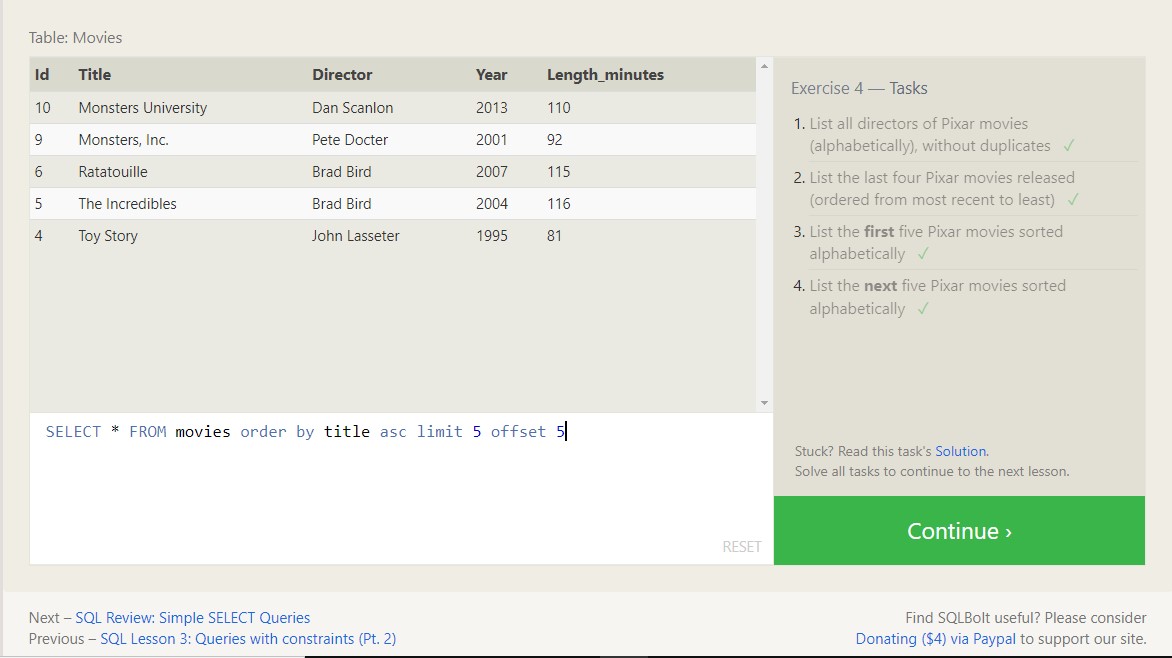 Table: Movies
Id Title Director Year Length_minutes
10 Monsters University Dan Scanlon 2013 110
9 Monsters, Inc. Pete Docter 2001 92
6 Ratatouille Brad Bird 2007 115
5 The Incredibles Brad Bird 2004 116
4 Toy Story John Lasseter 1995 81
SELECT * FROM movies order by title asc limit 5 offset 5
RESET
Exercise 4 — Tasks
1. List all directors of Pixar movies
(alphabetically), without duplicates ✓
2. List the last four Pixar movies released
(ordered from most recent to least) ✓
3. List the first five Pixar movies sorted
alphabetically ✓
4. List the next five Pixar movies sorted
alphabetically ✓
Stuck? Read this task's Solution.
Solve all tasks to continue to the next lesson.
Continue ›
Next – SQL Review: Simple SELECT Queries
Previous – SQL Lesson 3: Queries with constraints (Pt. 2)
Find SQLBolt useful? Please consider
Donating ($4) via Paypal to support our site.